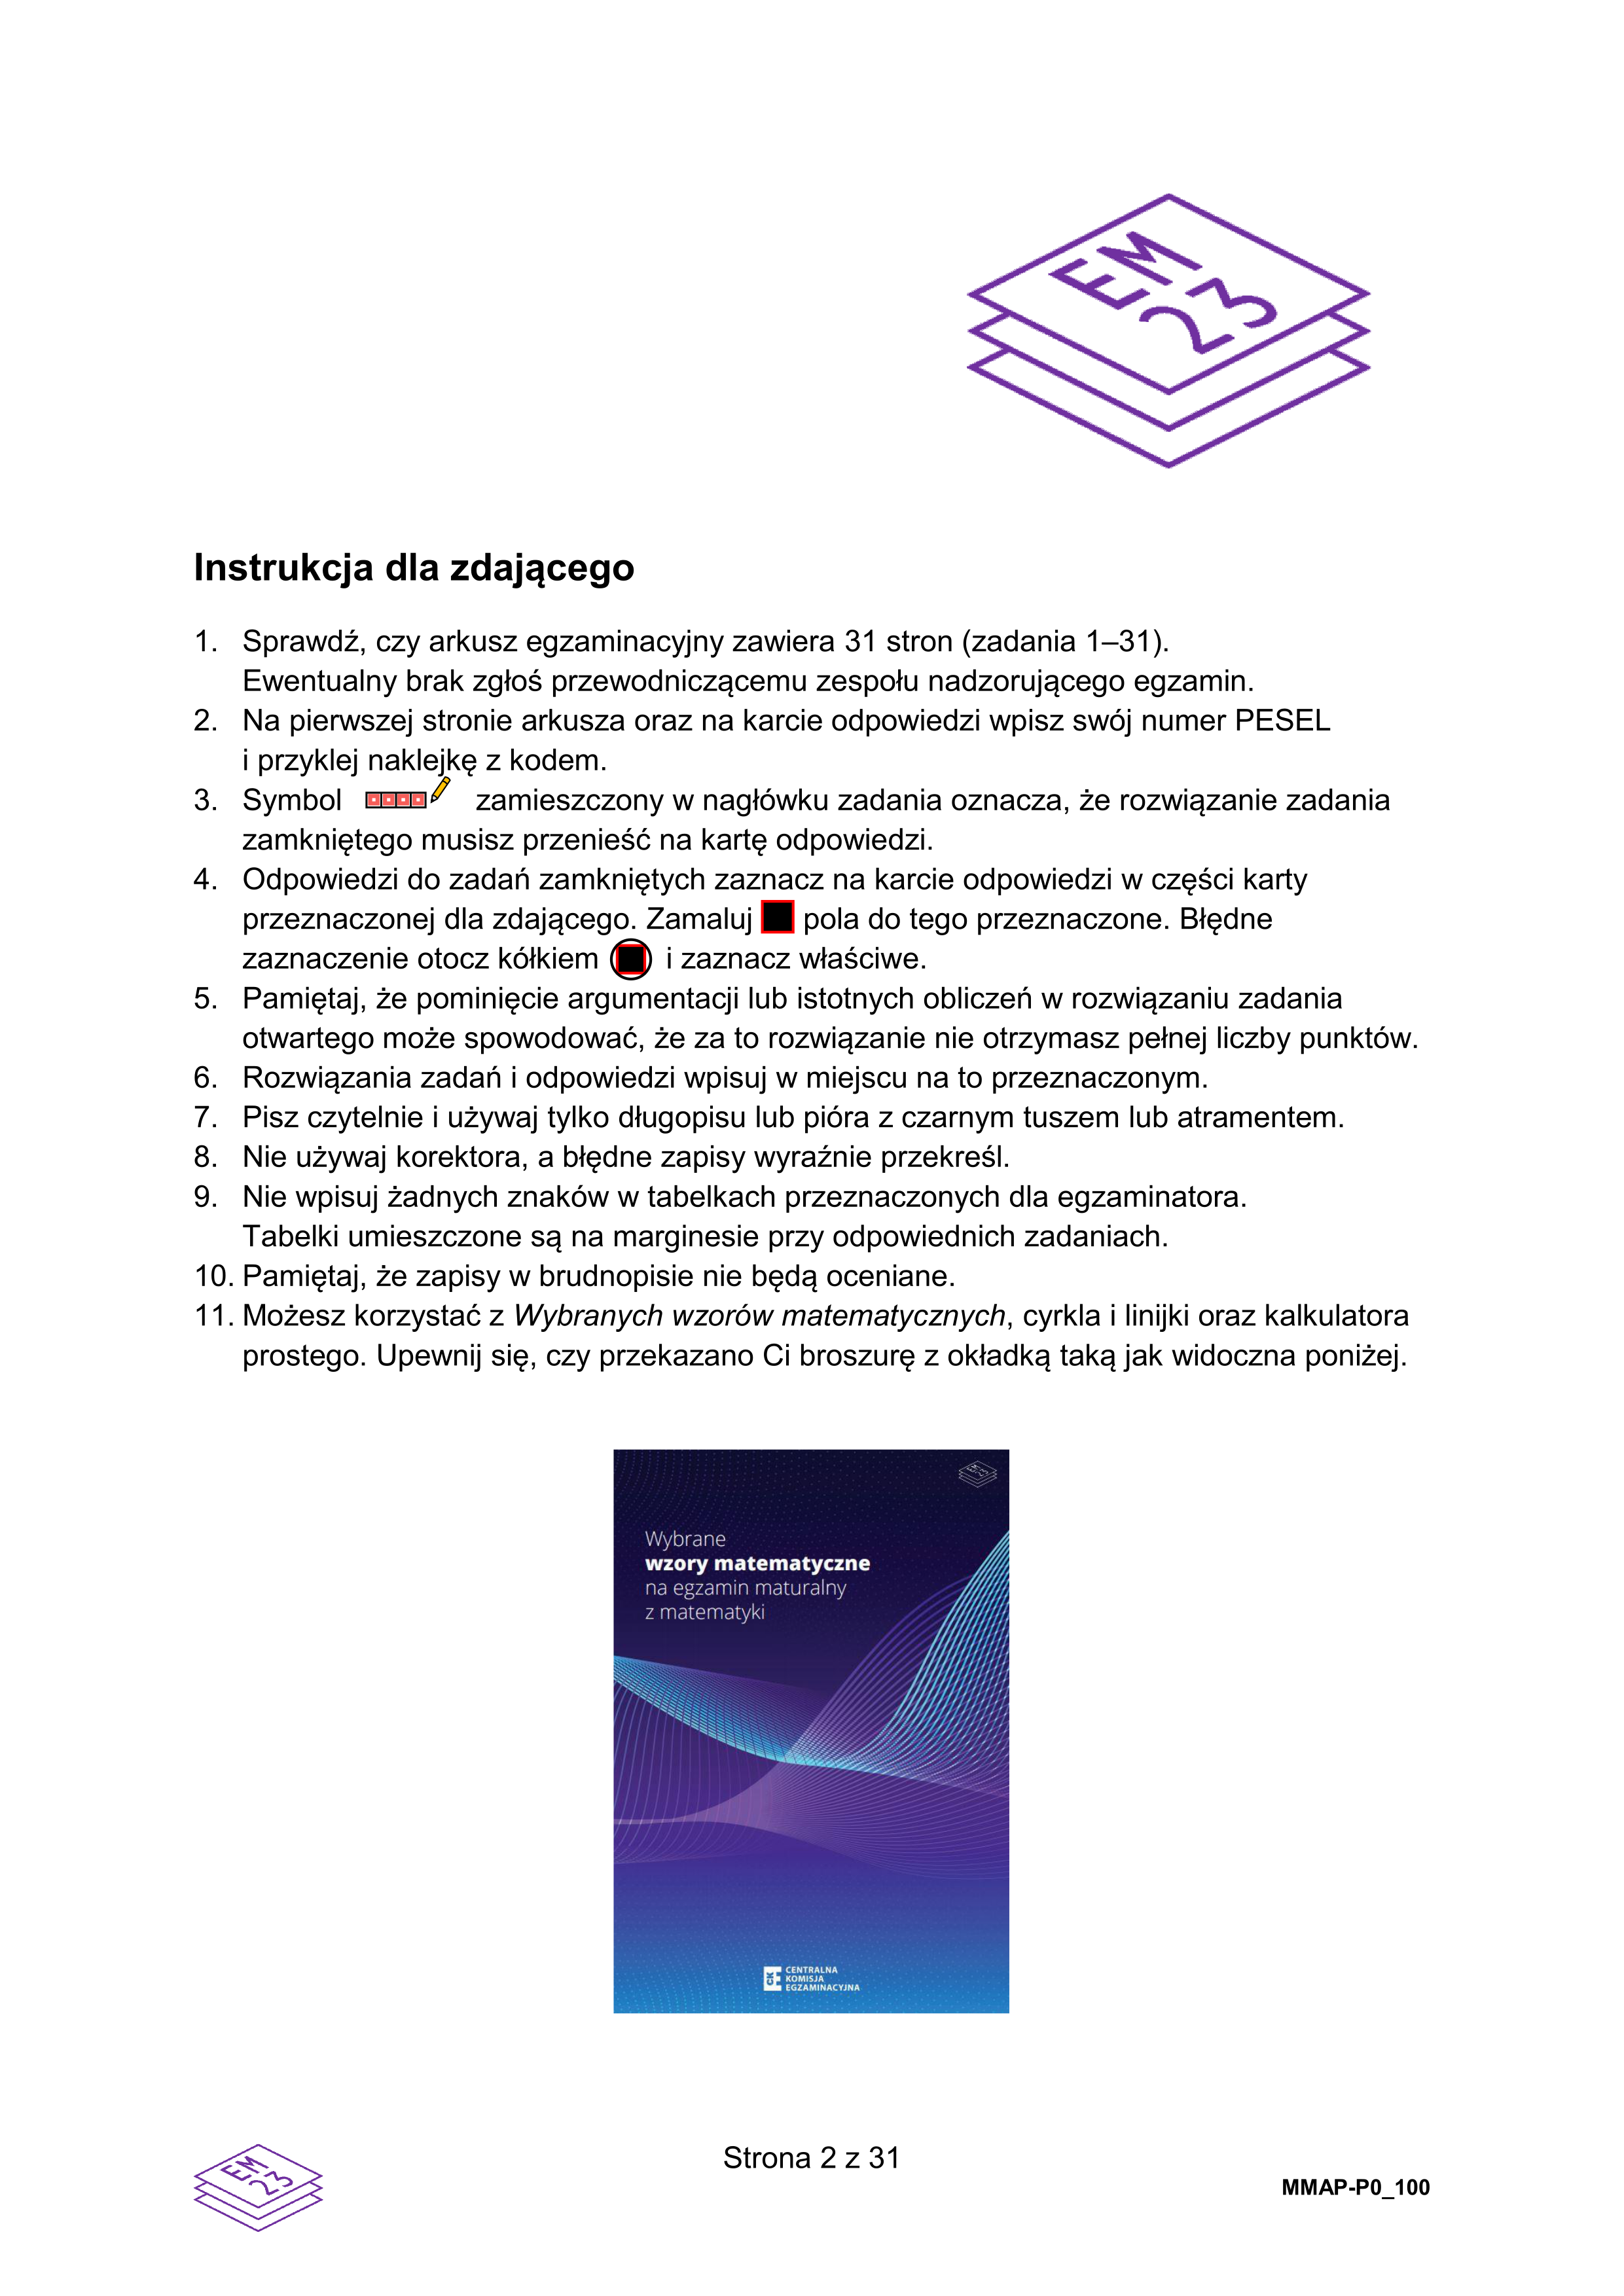 EM
23
Instrukcja dla zdającego
1. Sprawdź, czy arkusz egzaminacyjny zawiera 31 stron (zadania 1–31).
Ewentualny brak zgłoś przewodniczącemu zespołu nadzorującego egzamin.
2. Na pierwszej stronie arkusza oraz na karcie odpowiedzi wpisz swój numer PESEL
i przyklej naklejkę z kodem.
3. Symbol zamieszczony w nagłówku zadania oznacza, że rozwiązanie zadania
zamkniętego musisz przenieść na kartę odpowiedzi.
4. Odpowiedzi do zadań zamkniętych zaznacz na karcie odpowiedzi w części karty
przeznaczonej dla zdającego. Zamaluj pola do tego przeznaczone. Błędne
zaznaczenie otocz kółkiem i zaznacz właściwe.
5. Pamiętaj, że pominięcie argumentacji lub istotnych obliczeń w rozwiązaniu zadania
otwartego może spowodować, że za to rozwiązanie nie otrzymasz pełnej liczby punktów.
6. Rozwiązania zadań i odpowiedzi wpisuj w miejscu na to przeznaczonym.
7. Pisz czytelnie i używaj tylko długopisu lub pióra z czarnym tuszem lub atramentem.
8. Nie używaj korektora, a błędne zapisy wyraźnie przekreśl.
9. Nie wpisuj żadnych znaków w tabelkach przeznaczonych dla egzaminatora.
Tabelki umieszczone są na marginesie przy odpowiednich zadaniach.
10. Pamiętaj, że zapisy w brudnopisie nie będą oceniane.
11. Możesz korzystać z Wybranych wzorów matematycznych, cyrkla i linijki oraz kalkulatora
prostego. Upewnij się, czy przekazano Ci broszurę z okładką taką jak widoczna poniżej.
EM
23
Wybrane
wzory matematyczne
na egzamin maturalny
z matematyki
CKE
CENTRALNA
KOMISJA
EGZAMINACYJNA
EM
23
Strona 2 z 31
MMAP-P0_100